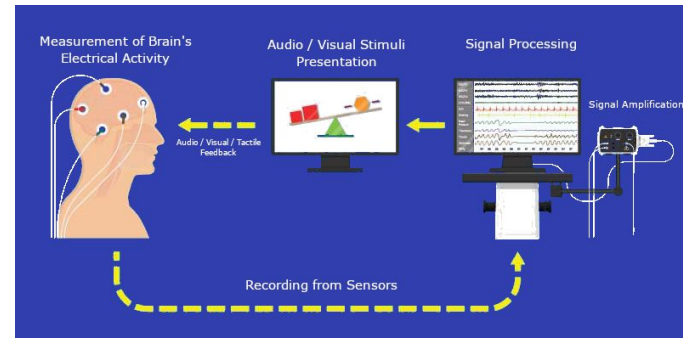 Measurement of Brain's
Electrical Activity
Audio / Visual Stimuli
Presentation
Signal Processing
Signal Amplification
Audio / Visual / Tactile
Feedback
Recording from Sensors